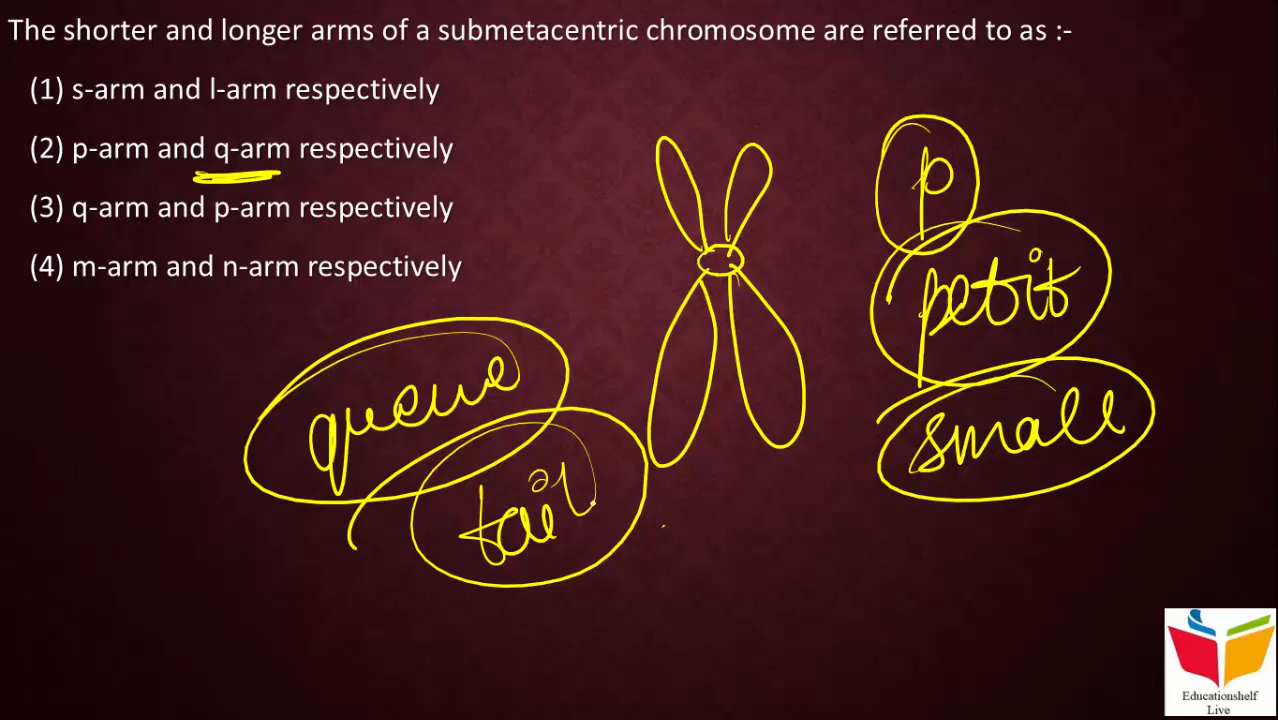 The shorter and longer arms of a submetacentric chromosome are referred to as :-
(1) s-arm and l-arm respectively
(2) p-arm and q-arm respectively
(3) q-arm and p-arm respectively
(4) m-arm and n-arm respectively
p
petit
small
queue
tail
Educationshelf
Live